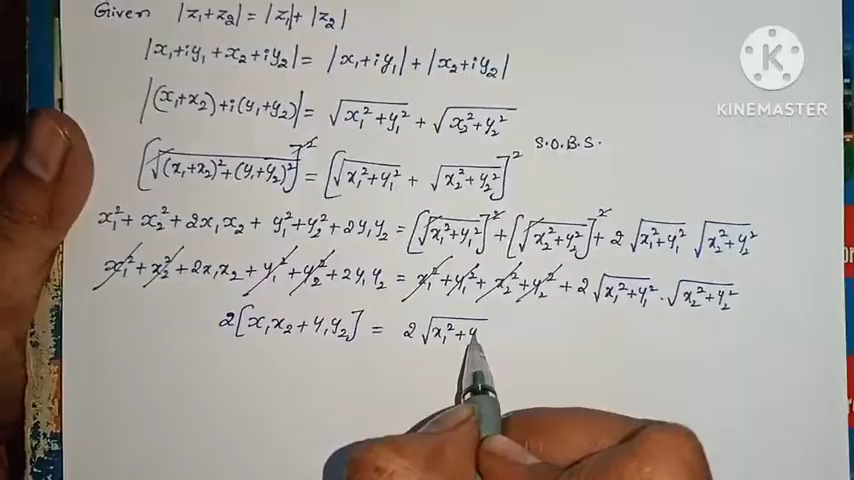 Given |z₁+z₂| = |z₁| + |z₂|
|x₁+iy₁+x₂+iy₂| = |x₁+iy₁| + |x₂+iy₂|
|(x₁+x₂)+i(y₁+y₂)| = √(x₁²+y₁²) + √(x₂²+y₂²)
S.O.B.S.
[√((x₁+x₂)²+(y₁+y₂)²)]² = [√(x₁²+y₁²) + √(x₂²+y₂²)]²
x₁²+x₂²+2x₁x₂+y₁²+y₂²+2y₁y₂ = [√(x₁²+y₁²)]²+[√(x₂²+y₂²)]²+2√(x₁²+y₁²) √(x₂²+y₂²)
x₁²+x₂²+2x₁x₂+y₁²+y₂²+2y₁y₂ = x₁²+y₁²+x₂²+y₂²+2√(x₁²+y₁²).√(x₂²+y₂²)
2[x₁x₂+y₁y₂] = 2√(x₁²+y
KINEMASTER